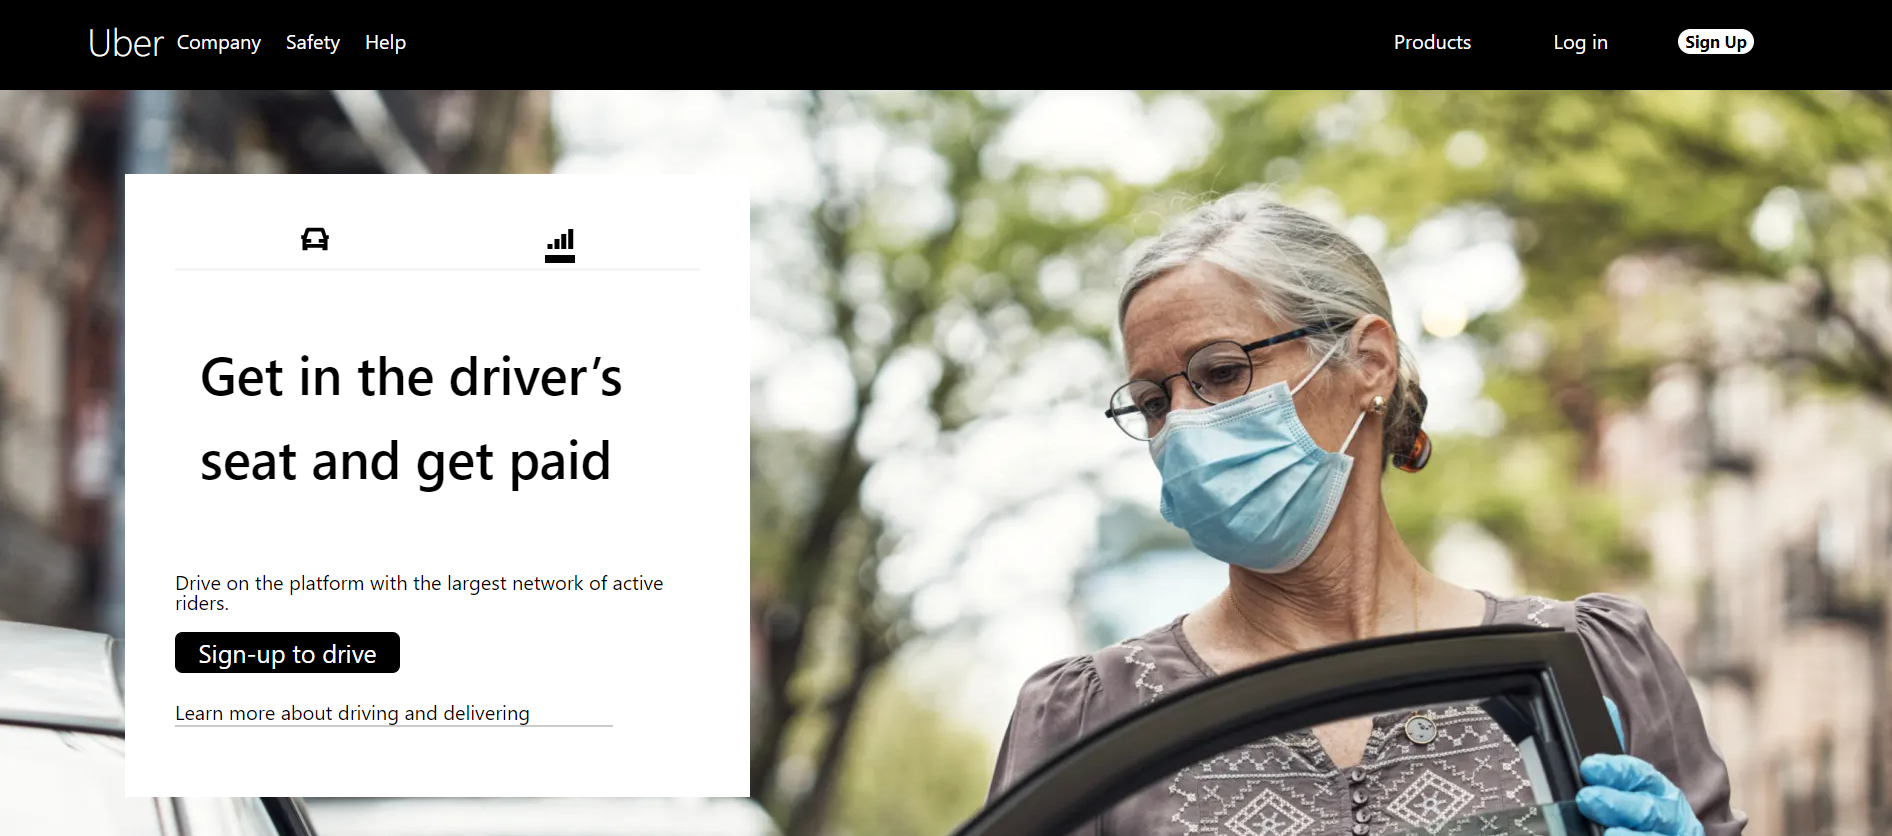 Uber Company Safety Help Products Log in Sign Up
Get in the driver’s
seat and get paid
Drive on the platform with the largest network of active
riders.
Sign-up to drive
Learn more about driving and delivering